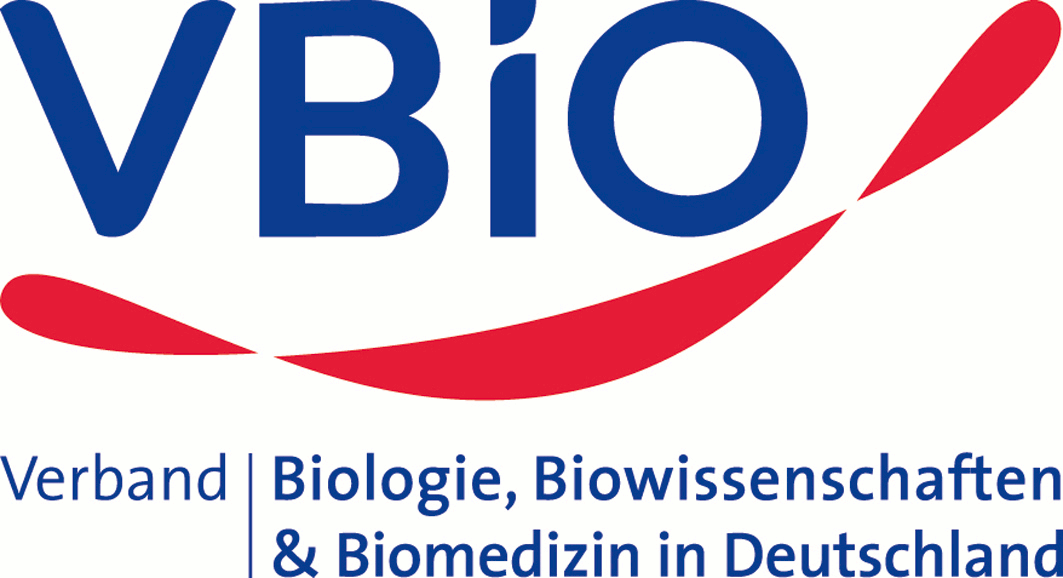 VBiO
Verband | Biologie, Biowissenschaften
& Biomedizin in Deutschland